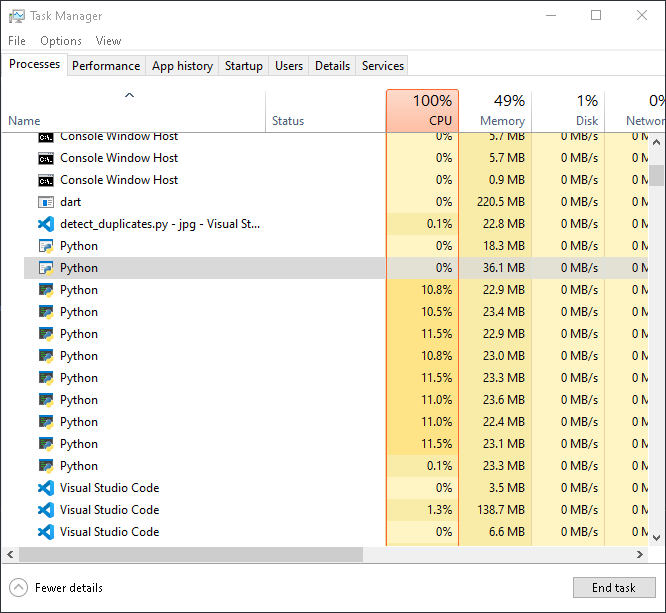 Task Manager
File Options View
Processes Performance App history Startup Users Details Services
100% 49% 1% 0%
Name Status CPU Memory Disk Network
Console Window Host 0% 5.7 MB 0 MB/s 0 M
Console Window Host 0% 5.7 MB 0 MB/s 0 M
Console Window Host 0% 0.9 MB 0 MB/s 0 M
dart 0% 220.5 MB 0 MB/s 0 M
detect_duplicates.py - jpg - Visual St... 0.1% 22.8 MB 0 MB/s 0 M
Python 0% 18.3 MB 0 MB/s 0 M
Python 0% 36.1 MB 0 MB/s 0 M
Python 10.8% 22.9 MB 0 MB/s 0 M
Python 10.5% 23.4 MB 0 MB/s 0 M
Python 11.5% 22.9 MB 0 MB/s 0 M
Python 10.8% 23.0 MB 0 MB/s 0 M
Python 11.5% 23.3 MB 0 MB/s 0 M
Python 11.0% 23.6 MB 0 MB/s 0 M
Python 11.0% 22.4 MB 0 MB/s 0 M
Python 11.5% 23.1 MB 0 MB/s 0 M
Python 0.1% 23.3 MB 0 MB/s 0 M
Visual Studio Code 0% 3.5 MB 0 MB/s 0 M
Visual Studio Code 1.3% 138.7 MB 0 MB/s 0 M
Visual Studio Code 0% 6.6 MB 0 MB/s 0 M
Fewer details End task